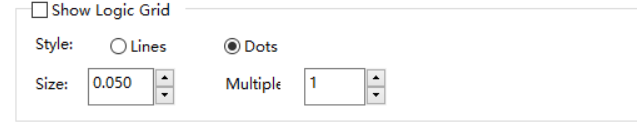 Show Logic Grid
Style: Lines Dots
Size: 0.050 Multiple 1